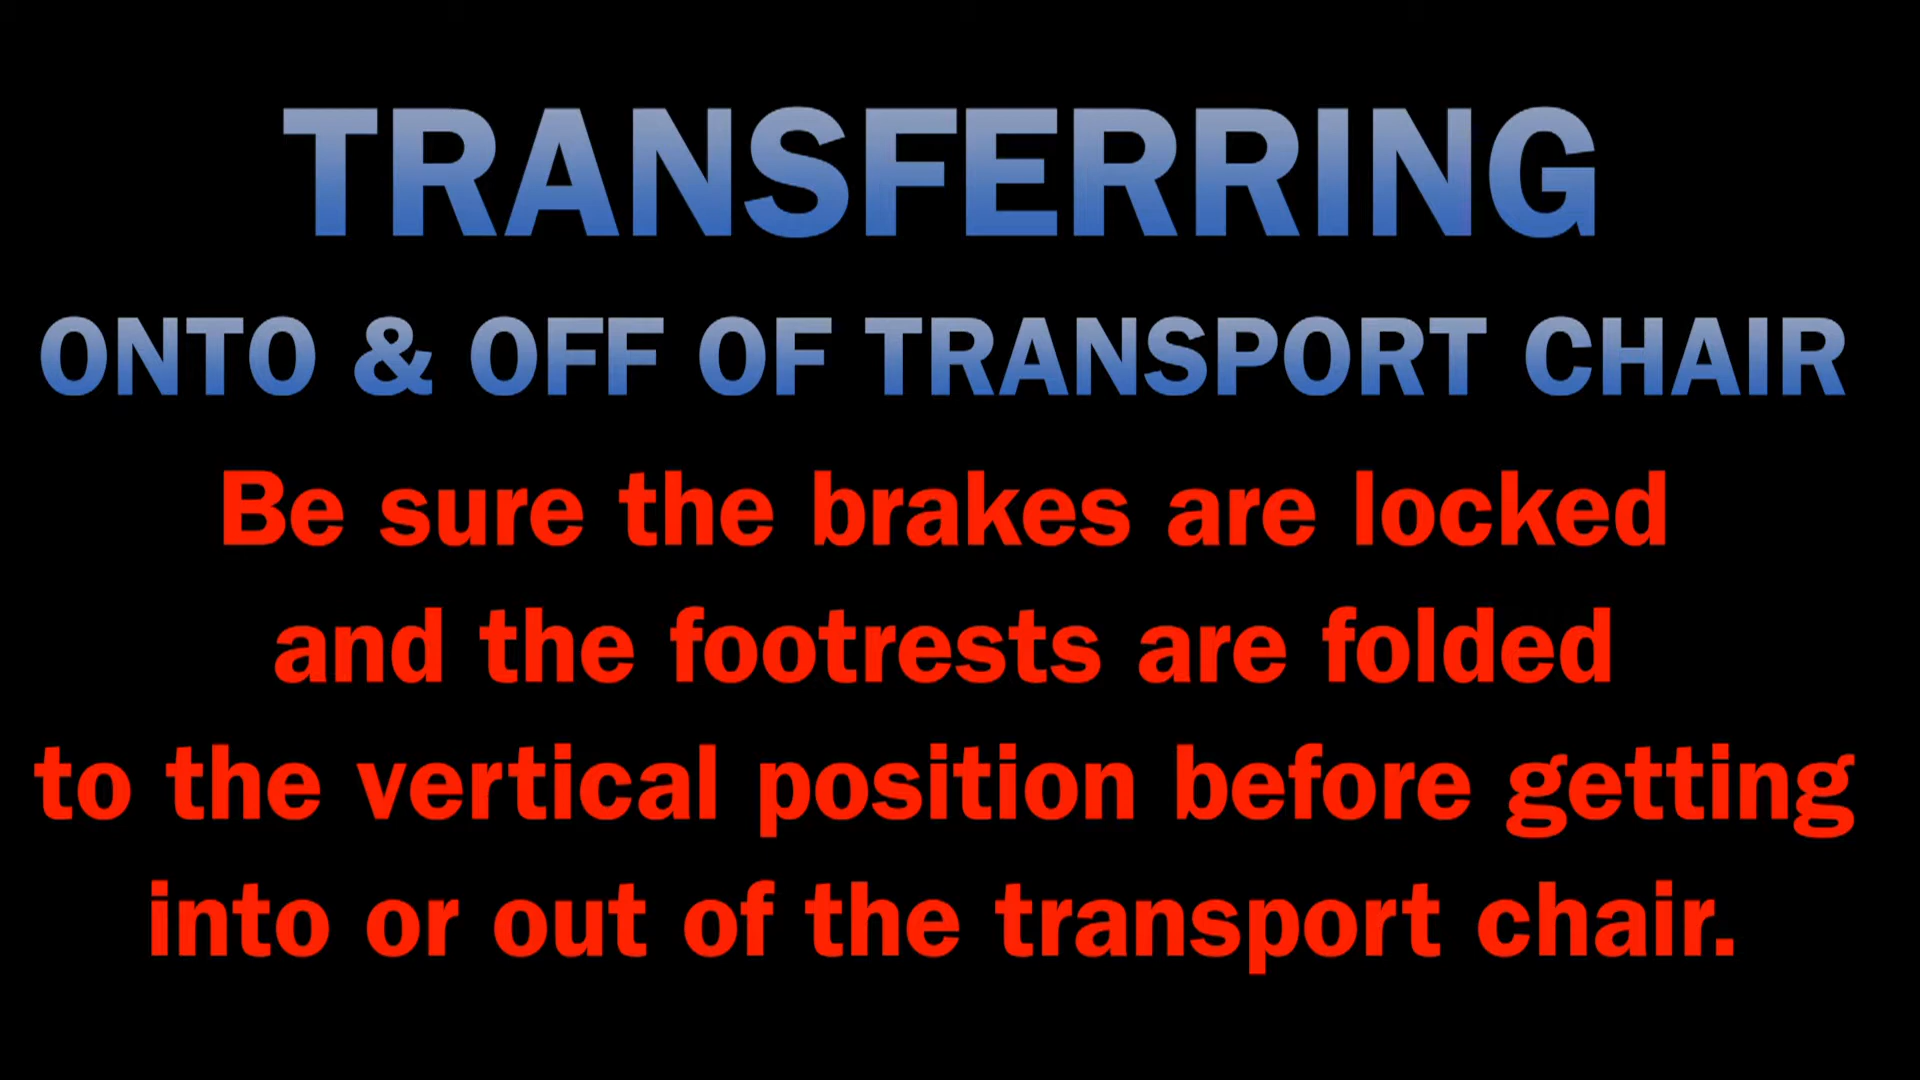 TRANSFERRING
ONTO & OFF OF TRANSPORT CHAIR
Be sure the brakes are locked
and the footrests are folded
to the vertical position before getting
into or out of the transport chair.